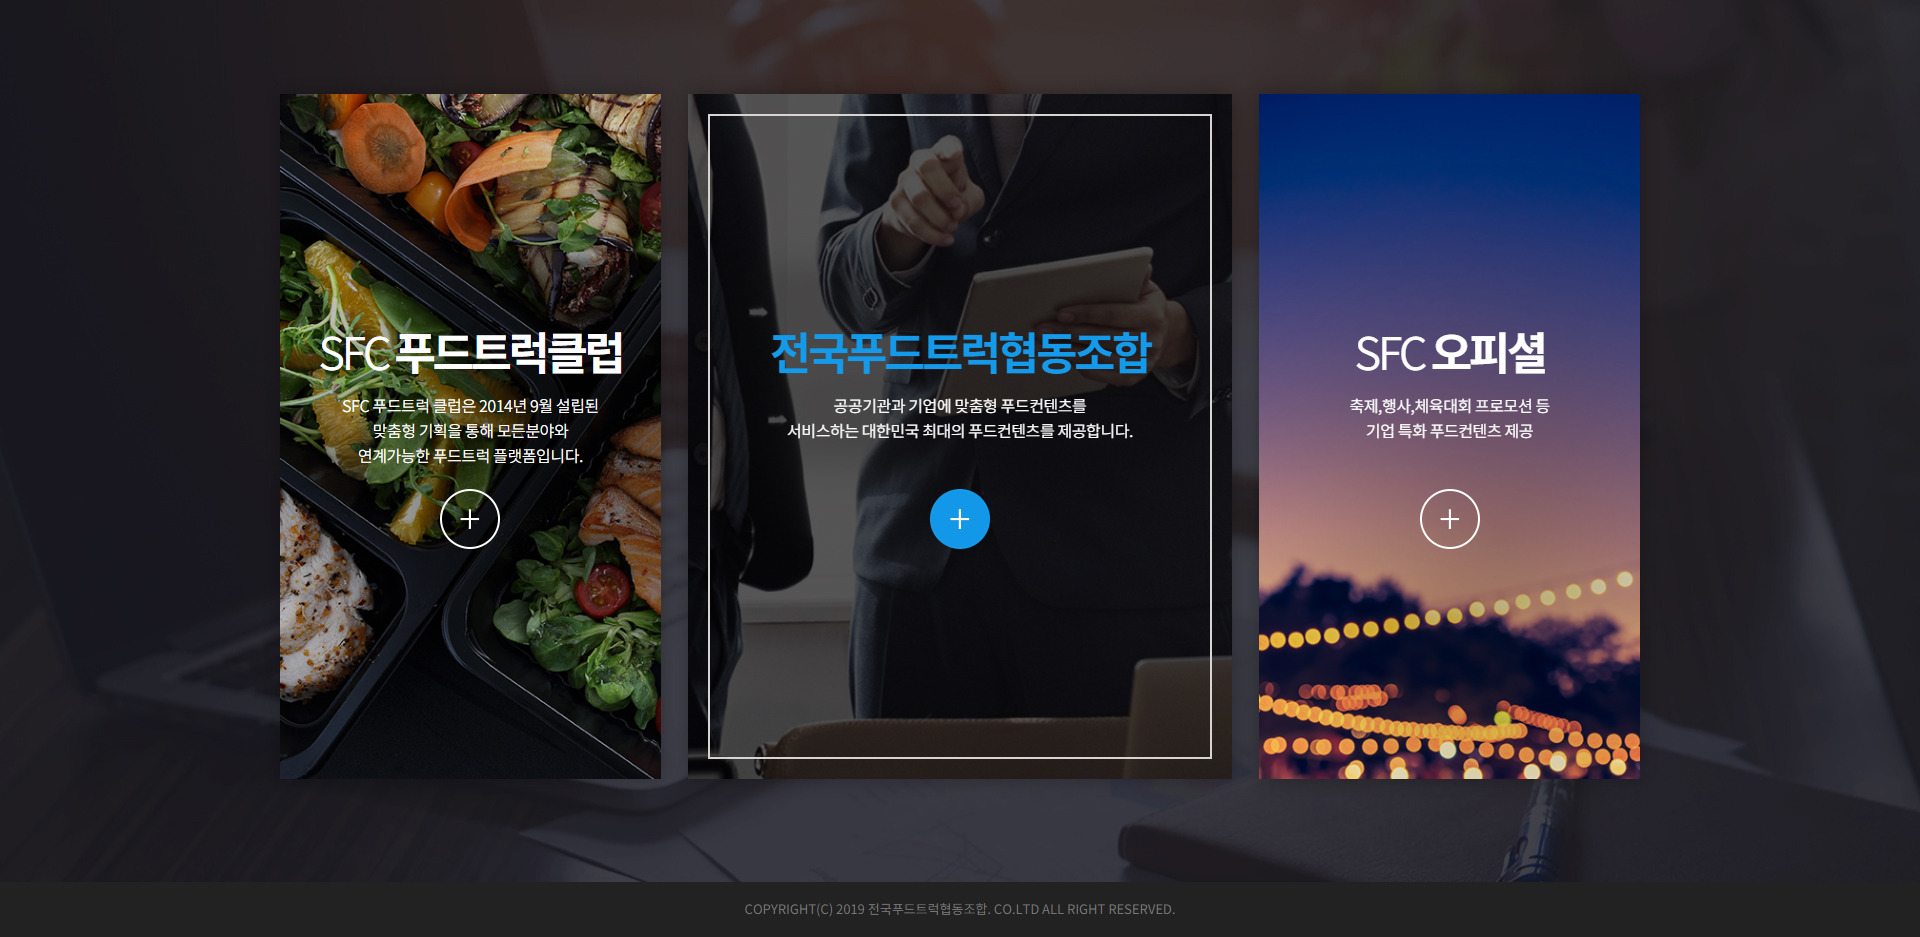 SFC 푸드트럭클럽
SFC 푸드트럭 클럽은 2014년 9월 설립된
맞춤형 기획을 통해 모든분야와
연계가능한 푸드트럭 플랫폼입니다.
전국푸드트럭협동조합
공공기관과 기업에 맞춤형 푸드컨텐츠를
서비스하는 대한민국 최대의 푸드컨텐츠를 제공합니다.
SFC 오피셜
축제,행사,체육대회 프로모션 등
기업 특화 푸드컨텐츠 제공
COPYRIGHT(C) 2019 전국푸드트럭협동조합. CO.LTD ALL RIGHT RESERVED.